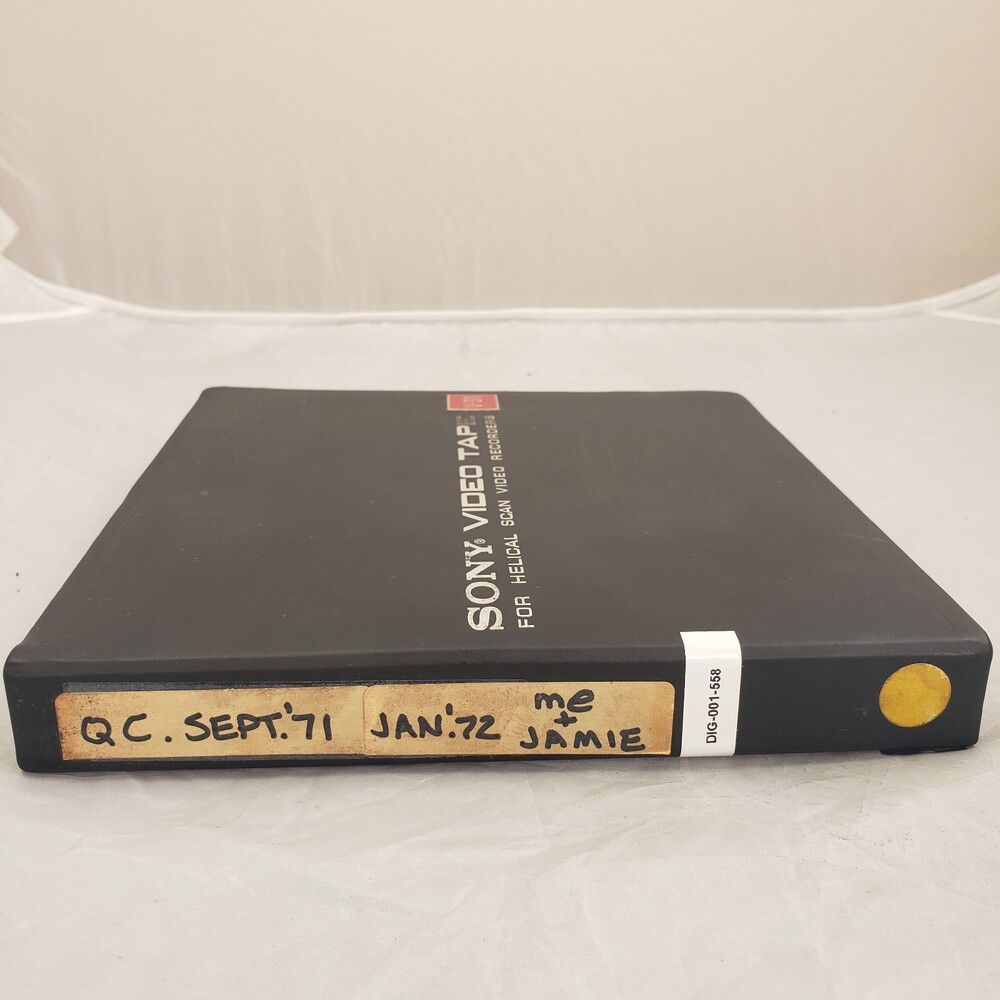 SONY® VIDEO TAPE
FOR HELICAL SCAN VIDEO RECORDERS
QC. SEPT.'71
JAN.'72
me
+
JAMIE
DIG-001-558